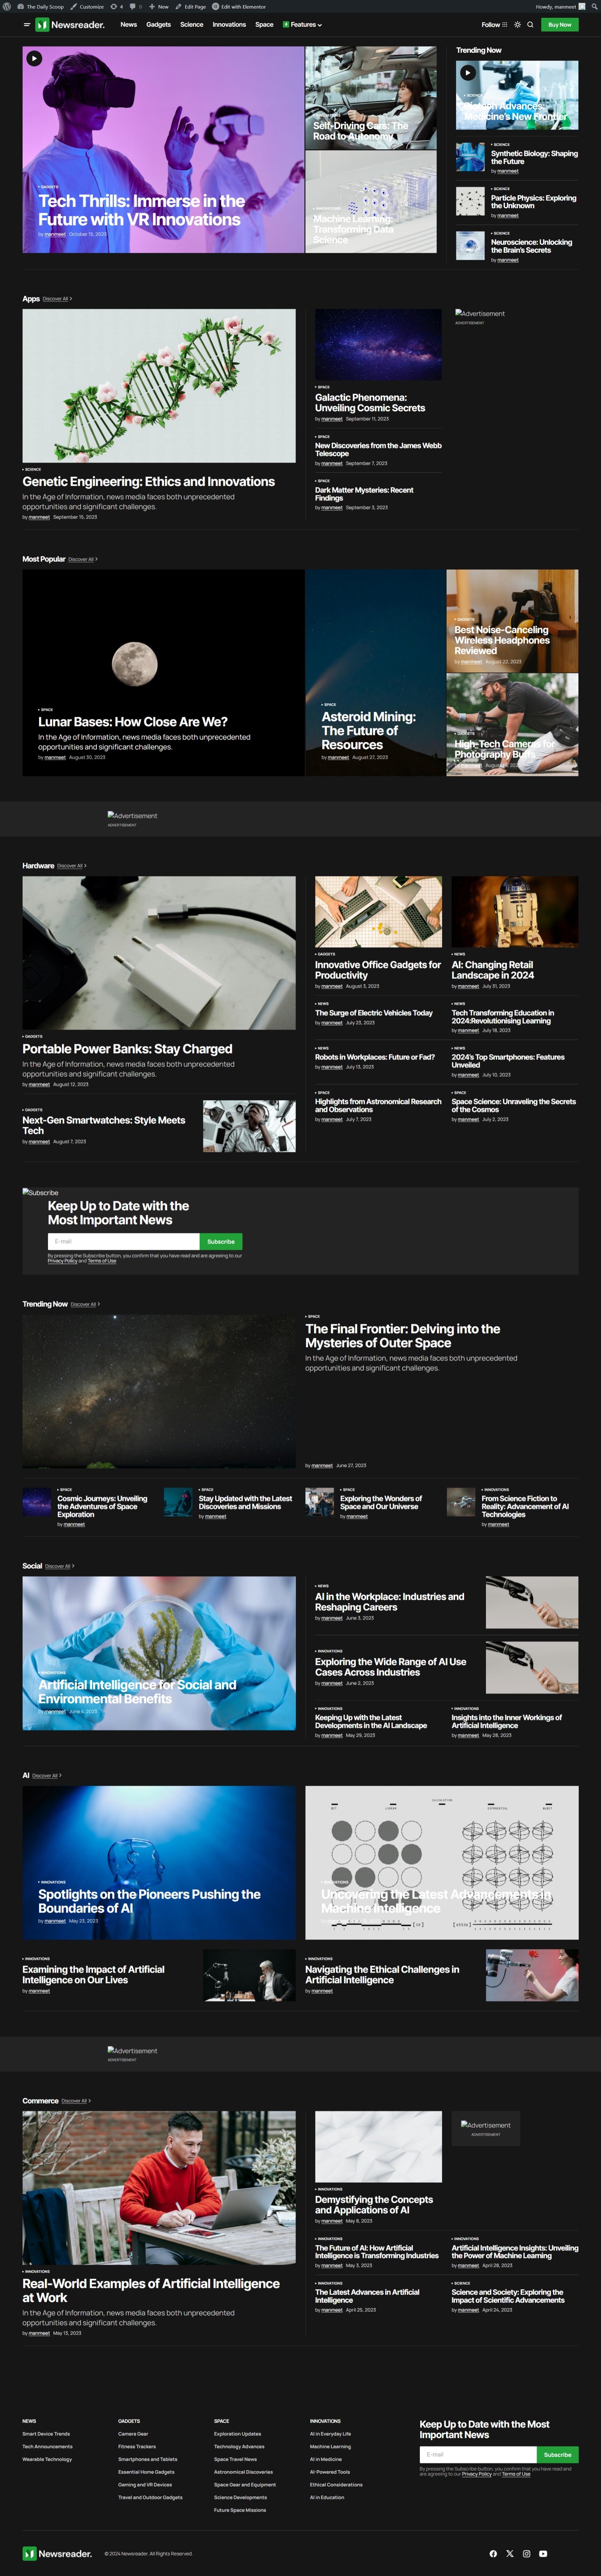 The Daily Scoop Customize 4 0 New Edit Page Edit with Elementor Howdy, manmeet
Newsreader. News Gadgets Science Innovations Space Features Follow Buy Now
GADGETS
Tech Thrills: Immerse in the
Future with VR Innovations
by manmeet October 15, 2023
Self-Driving Cars: The
Road to Autonomy
INNOVATIONS
Machine Learning:
Transforming Data
Science
Trending Now
SCIENCE
Biotech Advances:
Medicine's New Frontier
SCIENCE
Synthetic Biology: Shaping
the Future
by manmeet
SCIENCE
Particle Physics: Exploring
the Unknown
by manmeet
SCIENCE
Neuroscience: Unlocking
the Brain's Secrets
by manmeet
Apps Discover All
SCIENCE
Genetic Engineering: Ethics and Innovations
In the Age of Information, news media faces both unprecedented
opportunities and significant challenges.
by manmeet September 15, 2023
SPACE
Galactic Phenomena:
Unveiling Cosmic Secrets
by manmeet September 11, 2023
SPACE
New Discoveries from the James Webb
Telescope
by manmeet September 7, 2023
SPACE
Dark Matter Mysteries: Recent
Findings
by manmeet September 3, 2023
Advertisement
ADVERTISEMENT
Most Popular Discover All
SPACE
Lunar Bases: How Close Are We?
In the Age of Information, news media faces both unprecedented
opportunities and significant challenges.
by manmeet August 30, 2023
SPACE
Asteroid Mining:
The Future of
Resources
by manmeet August 27, 2023
GADGETS
Best Noise-Canceling
Wireless Headphones
Reviewed
by manmeet August 22, 2023
GADGETS
High-Tech Cameras for
Photography Buffs
by manmeet August
Advertisement
ADVERTISEMENT
Hardware Discover All
GADGETS
Portable Power Banks: Stay Charged
In the Age of Information, news media faces both unprecedented
opportunities and significant challenges.
by manmeet August 12, 2023
GADGETS
Next-Gen Smartwatches: Style Meets
Tech
by manmeet August 7, 2023
GADGETS
Innovative Office Gadgets for
Productivity
by manmeet August 3, 2023
NEWS
AI: Changing Retail
Landscape in 2024
by manmeet July 31, 2023
NEWS
The Surge of Electric Vehicles Today
by manmeet July 23, 2023
NEWS
Tech Transforming Education in
2024:Revolutionising Learning
by manmeet July 18, 2023
NEWS
Robots in Workplaces: Future or Fad?
by manmeet July 13, 2023
NEWS
2024's Top Smartphones: Features
Unveiled
by manmeet July 10, 2023
SPACE
Highlights from Astronomical Research
and Observations
by manmeet July 7, 2023
SPACE
Space Science: Unraveling the Secrets
of the Cosmos
by manmeet July 2, 2023
Subscribe
Keep Up to Date with the
Most Important News
E-mail Subscribe
By pressing the Subscribe button, you confirm that you have read and are agreeing to our
Privacy Policy and Terms of Use
Trending Now Discover All
SPACE
The Final Frontier: Delving into the
Mysteries of Outer Space
In the Age of Information, news media faces both unprecedented
opportunities and significant challenges.
by manmeet June 27, 2023
SPACE
Cosmic Journeys: Unveiling
the Adventures of Space
Exploration
by manmeet
SPACE
Stay Updated with the Latest
Discoveries and Missions
by manmeet
SPACE
Exploring the Wonders of
Space and Our Universe
by manmeet
INNOVATIONS
From Science Fiction to
Reality: Advancement of AI
Technologies
by manmeet
Social Discover All
INNOVATIONS
Artificial Intelligence for Social and
Environmental Benefits
by manmeet June 4, 2023
NEWS
AI in the Workplace: Industries and
Reshaping Careers
by manmeet June 3, 2023
INNOVATIONS
Exploring the Wide Range of AI Use
Cases Across Industries
by manmeet June 2, 2023
INNOVATIONS
Keeping Up with the Latest
Developments in the AI Landscape
by manmeet May 29, 2023
INNOVATIONS
Insights into the Inner Workings of
Artificial Intelligence
by manmeet May 28, 2023
AI Discover All
INNOVATIONS
Spotlights on the Pioneers Pushing the
Boundaries of AI
by manmeet May 23, 2023
INNOVATIONS
Uncovering the Latest Advancements in
Machine Intelligence
INNOVATIONS
Examining the Impact of Artificial
Intelligence on Our Lives
by manmeet
INNOVATIONS
Navigating the Ethical Challenges in
Artificial Intelligence
by manmeet
Advertisement
ADVERTISEMENT
Commerce Discover All
INNOVATIONS
Real-World Examples of Artificial Intelligence
at Work
In the Age of Information, news media faces both unprecedented
opportunities and significant challenges.
by manmeet May 13, 2023
INNOVATIONS
Demystifying the Concepts
and Applications of AI
by manmeet May 8, 2023
Advertisement
ADVERTISEMENT
INNOVATIONS
The Future of AI: How Artificial
Intelligence is Transforming Industries
by manmeet May 3, 2023
INNOVATIONS
Artificial Intelligence Insights: Unveiling
the Power of Machine Learning
by manmeet April 28, 2023
INNOVATIONS
The Latest Advances in Artificial
Intelligence
by manmeet April 25, 2023
SCIENCE
Science and Society: Exploring the
Impact of Scientific Advancements
by manmeet April 24, 2023
NEWS
Smart Device Trends
Tech Announcements
Wearable Technology
GADGETS
Camera Gear
Fitness Trackers
Smartphones and Tablets
Essential Home Gadgets
Gaming and VR Devices
Travel and Outdoor Gadgets
SPACE
Exploration Updates
Technology Advances
Space Travel News
Astronomical Discoveries
Space Gear and Equipment
Science Developments
Future Space Missions
INNOVATIONS
AI in Everyday Life
Machine Learning
AI in Medicine
AI-Powered Tools
Ethical Considerations
AI in Education
Keep Up to Date with the Most
Important News
E-mail Subscribe
By pressing the Subscribe button, you confirm that you have read and
are agreeing to our Privacy Policy and Terms of Use
Newsreader. © 2024 Newsreader. All Rights Reserved.